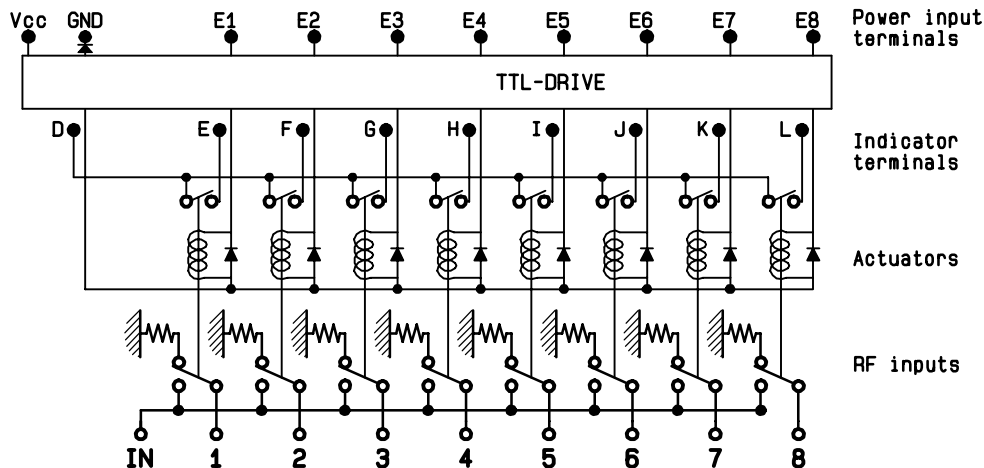 Vcc GND E1 E2 E3 E4 E5 E6 E7 E8 Power input
terminals
TTL-DRIVE
D E F G H I J K L Indicator
terminals
Actuators
RF inputs
IN 1 2 3 4 5 6 7 8